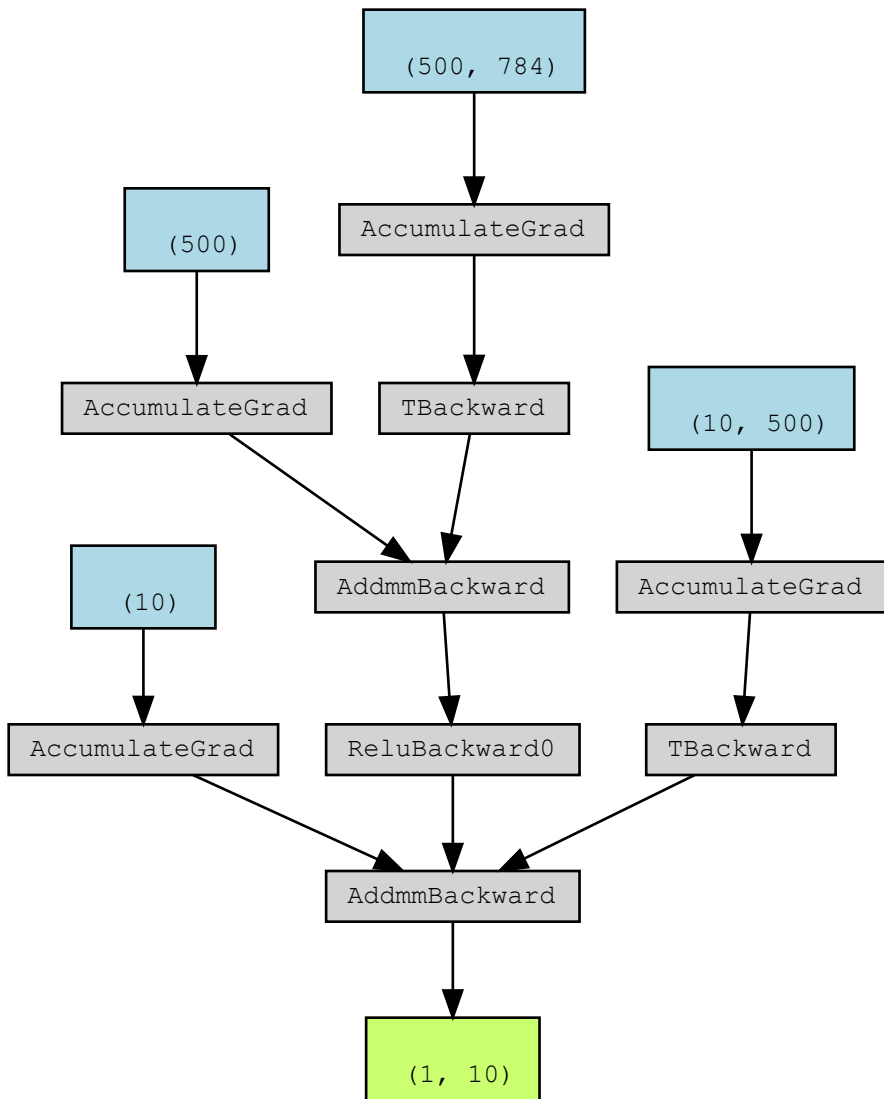 (500, 784)
(500)
AccumulateGrad
AccumulateGrad
TBackward
(10, 500)
(10)
AddmmBackward
AccumulateGrad
AccumulateGrad
ReluBackward0
TBackward
AddmmBackward
(1, 10)